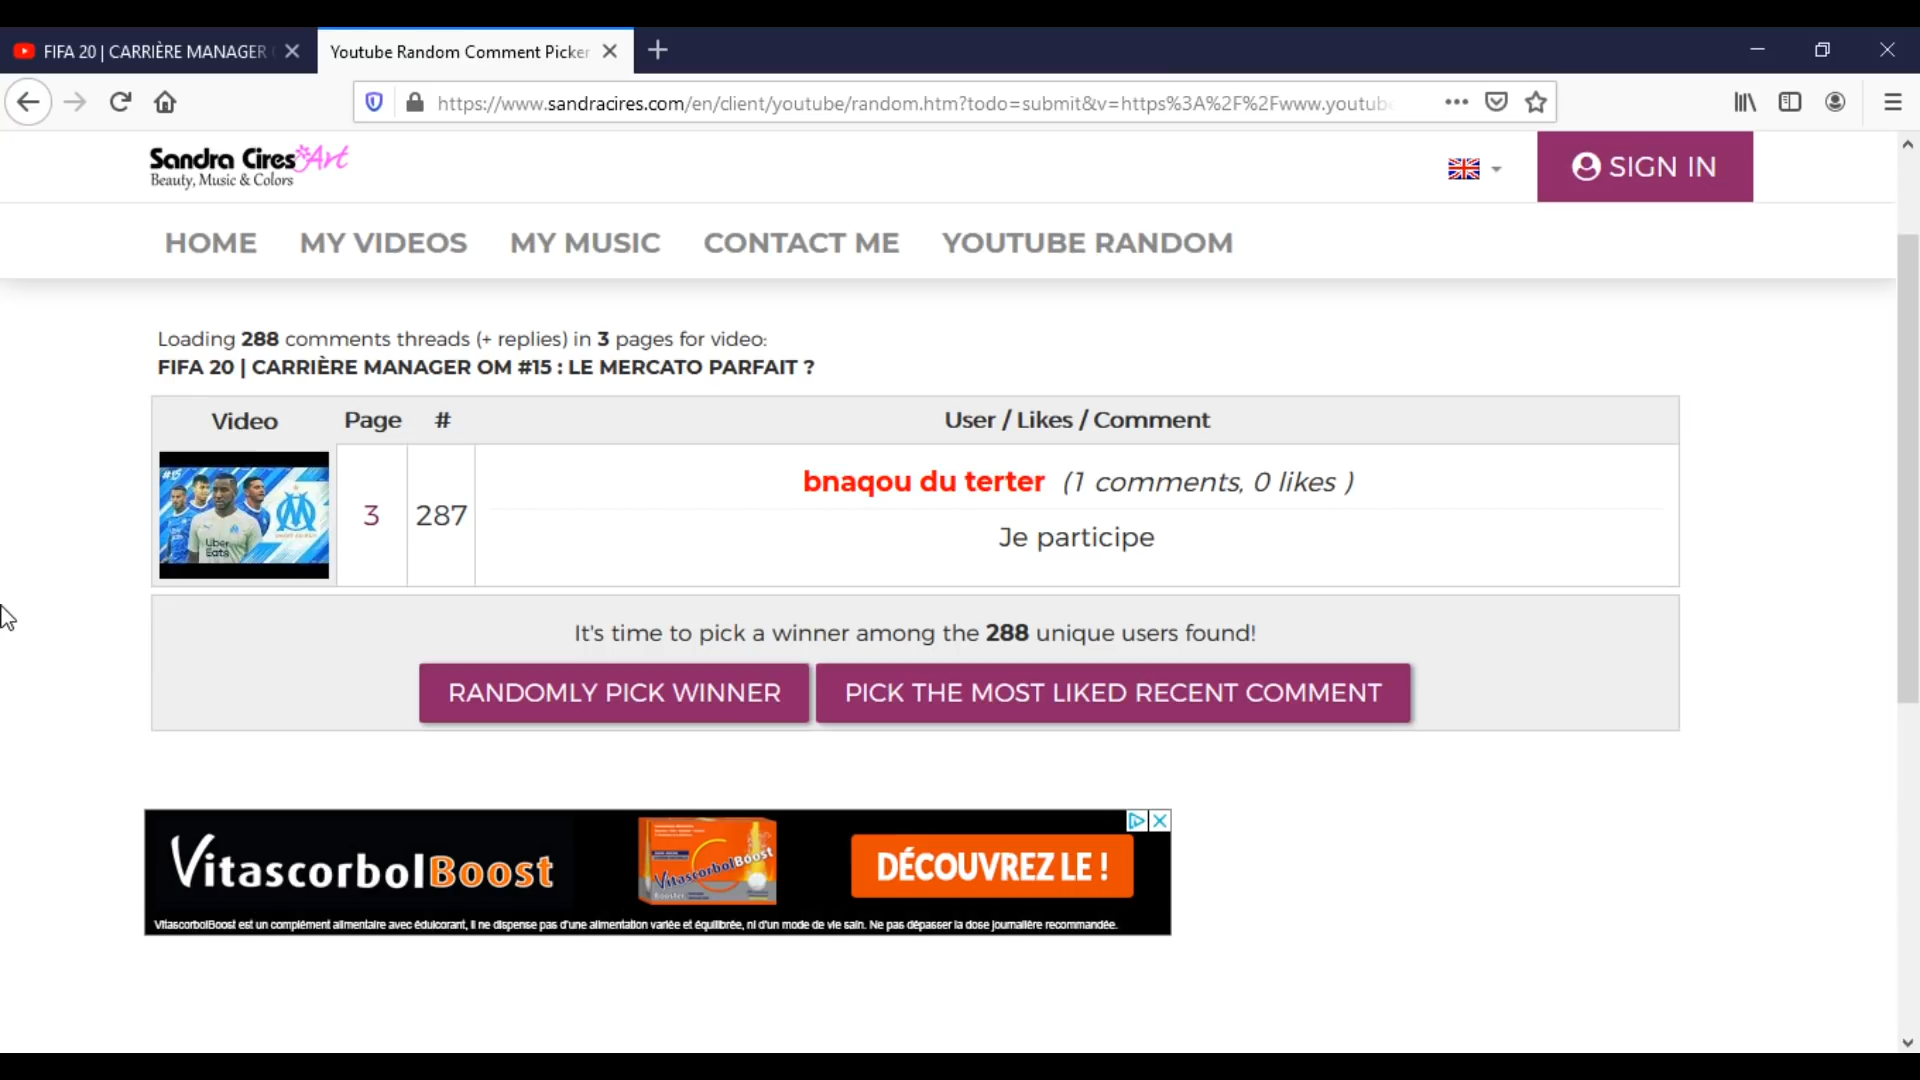 FIFA 20 | CARRIÈRE MANAGER
Youtube Random Comment Picker
https://www.sandracires.com/en/client/youtube/random.htm?todo=submit&v=https%3A%2F%2Fwww.youtube
Sandra Cires Art
Beauty, Music & Colors
SIGN IN
HOME MY VIDEOS MY MUSIC CONTACT ME YOUTUBE RANDOM
Loading 288 comments threads (+ replies) in 3 pages for video:
FIFA 20 | CARRIÈRE MANAGER OM #15 : LE MERCATO PARFAIT ?
Video Page # User / Likes / Comment
#15
Uber
Eats
3 287
bnaqou du terter (1 comments, 0 likes )
Je participe
It's time to pick a winner among the 288 unique users found!
RANDOMLY PICK WINNER PICK THE MOST LIKED RECENT COMMENT
VitascorbolBoost
VitascorbolBoost
DÉCOUVREZ LE !
VitascorbolBoost est un complément alimentaire avec édulcorant, il ne dispense pas d'une alimentation variée et équilibrée, ni d'un mode de vie sain. Ne pas dépasser la dose journalière recommandée.